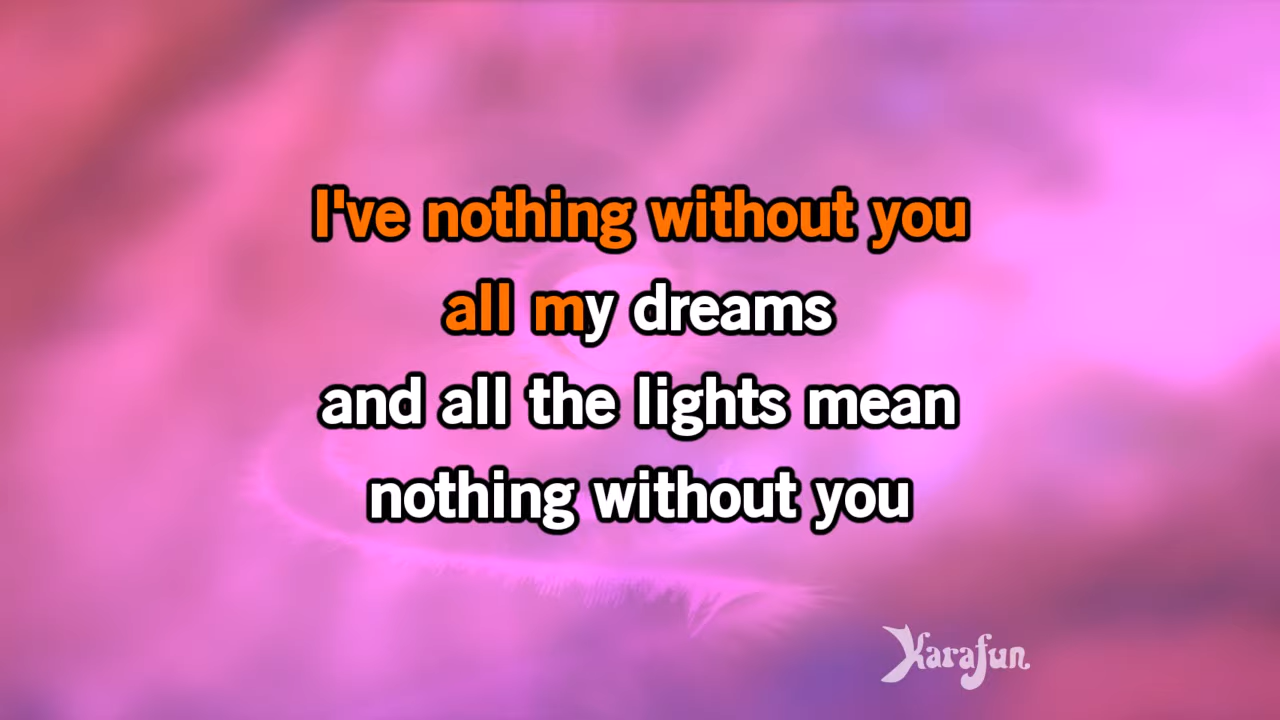 I've nothing without you
all my dreams
and all the lights mean
nothing without you
Karafun